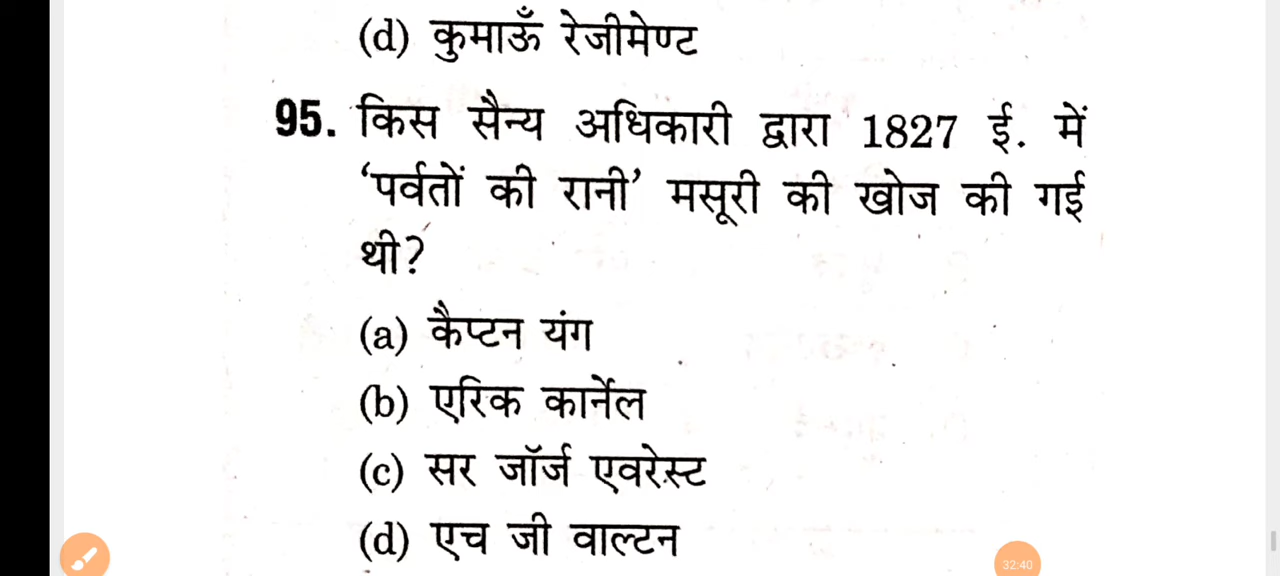 (d) कुमाऊँ रेजीमेण्ट
95. किस सैन्य अधिकारी द्वारा 1827 ई. में
‘पर्वतों की रानी’ मसूरी की खोज की गई
थी?
(a) कैप्टन यंग
(b) एरिक कार्नेल
(c) सर जॉर्ज एवरेस्ट
(d) एच जी वाल्टन
32:40